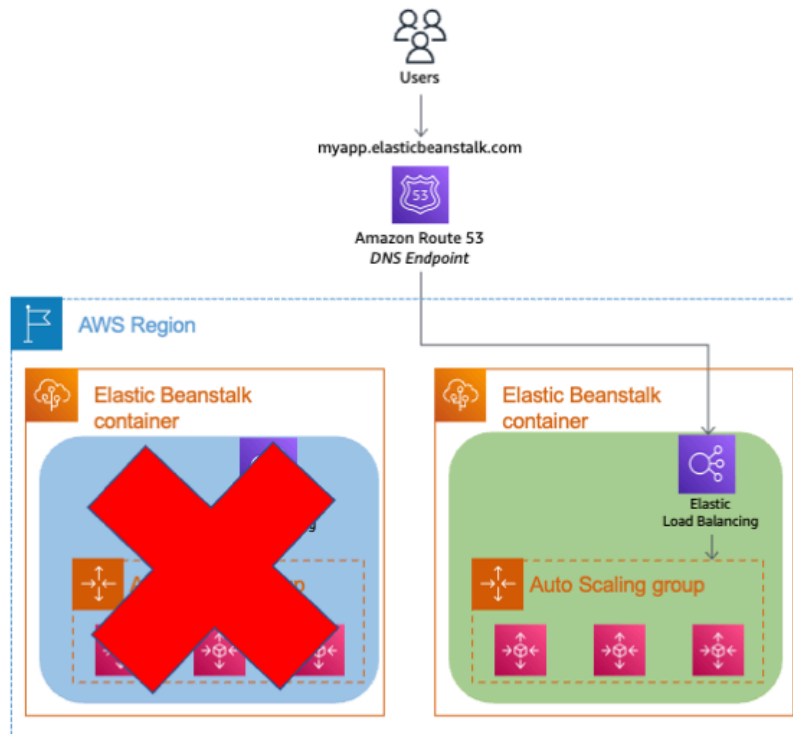 Users
myapp.elasticbeanstalk.com
53
Amazon Route 53
DNS Endpoint
AWS Region
Elastic Beanstalk
container
Elastic Beanstalk
container
Elastic
Load Balancing
Auto Scaling group